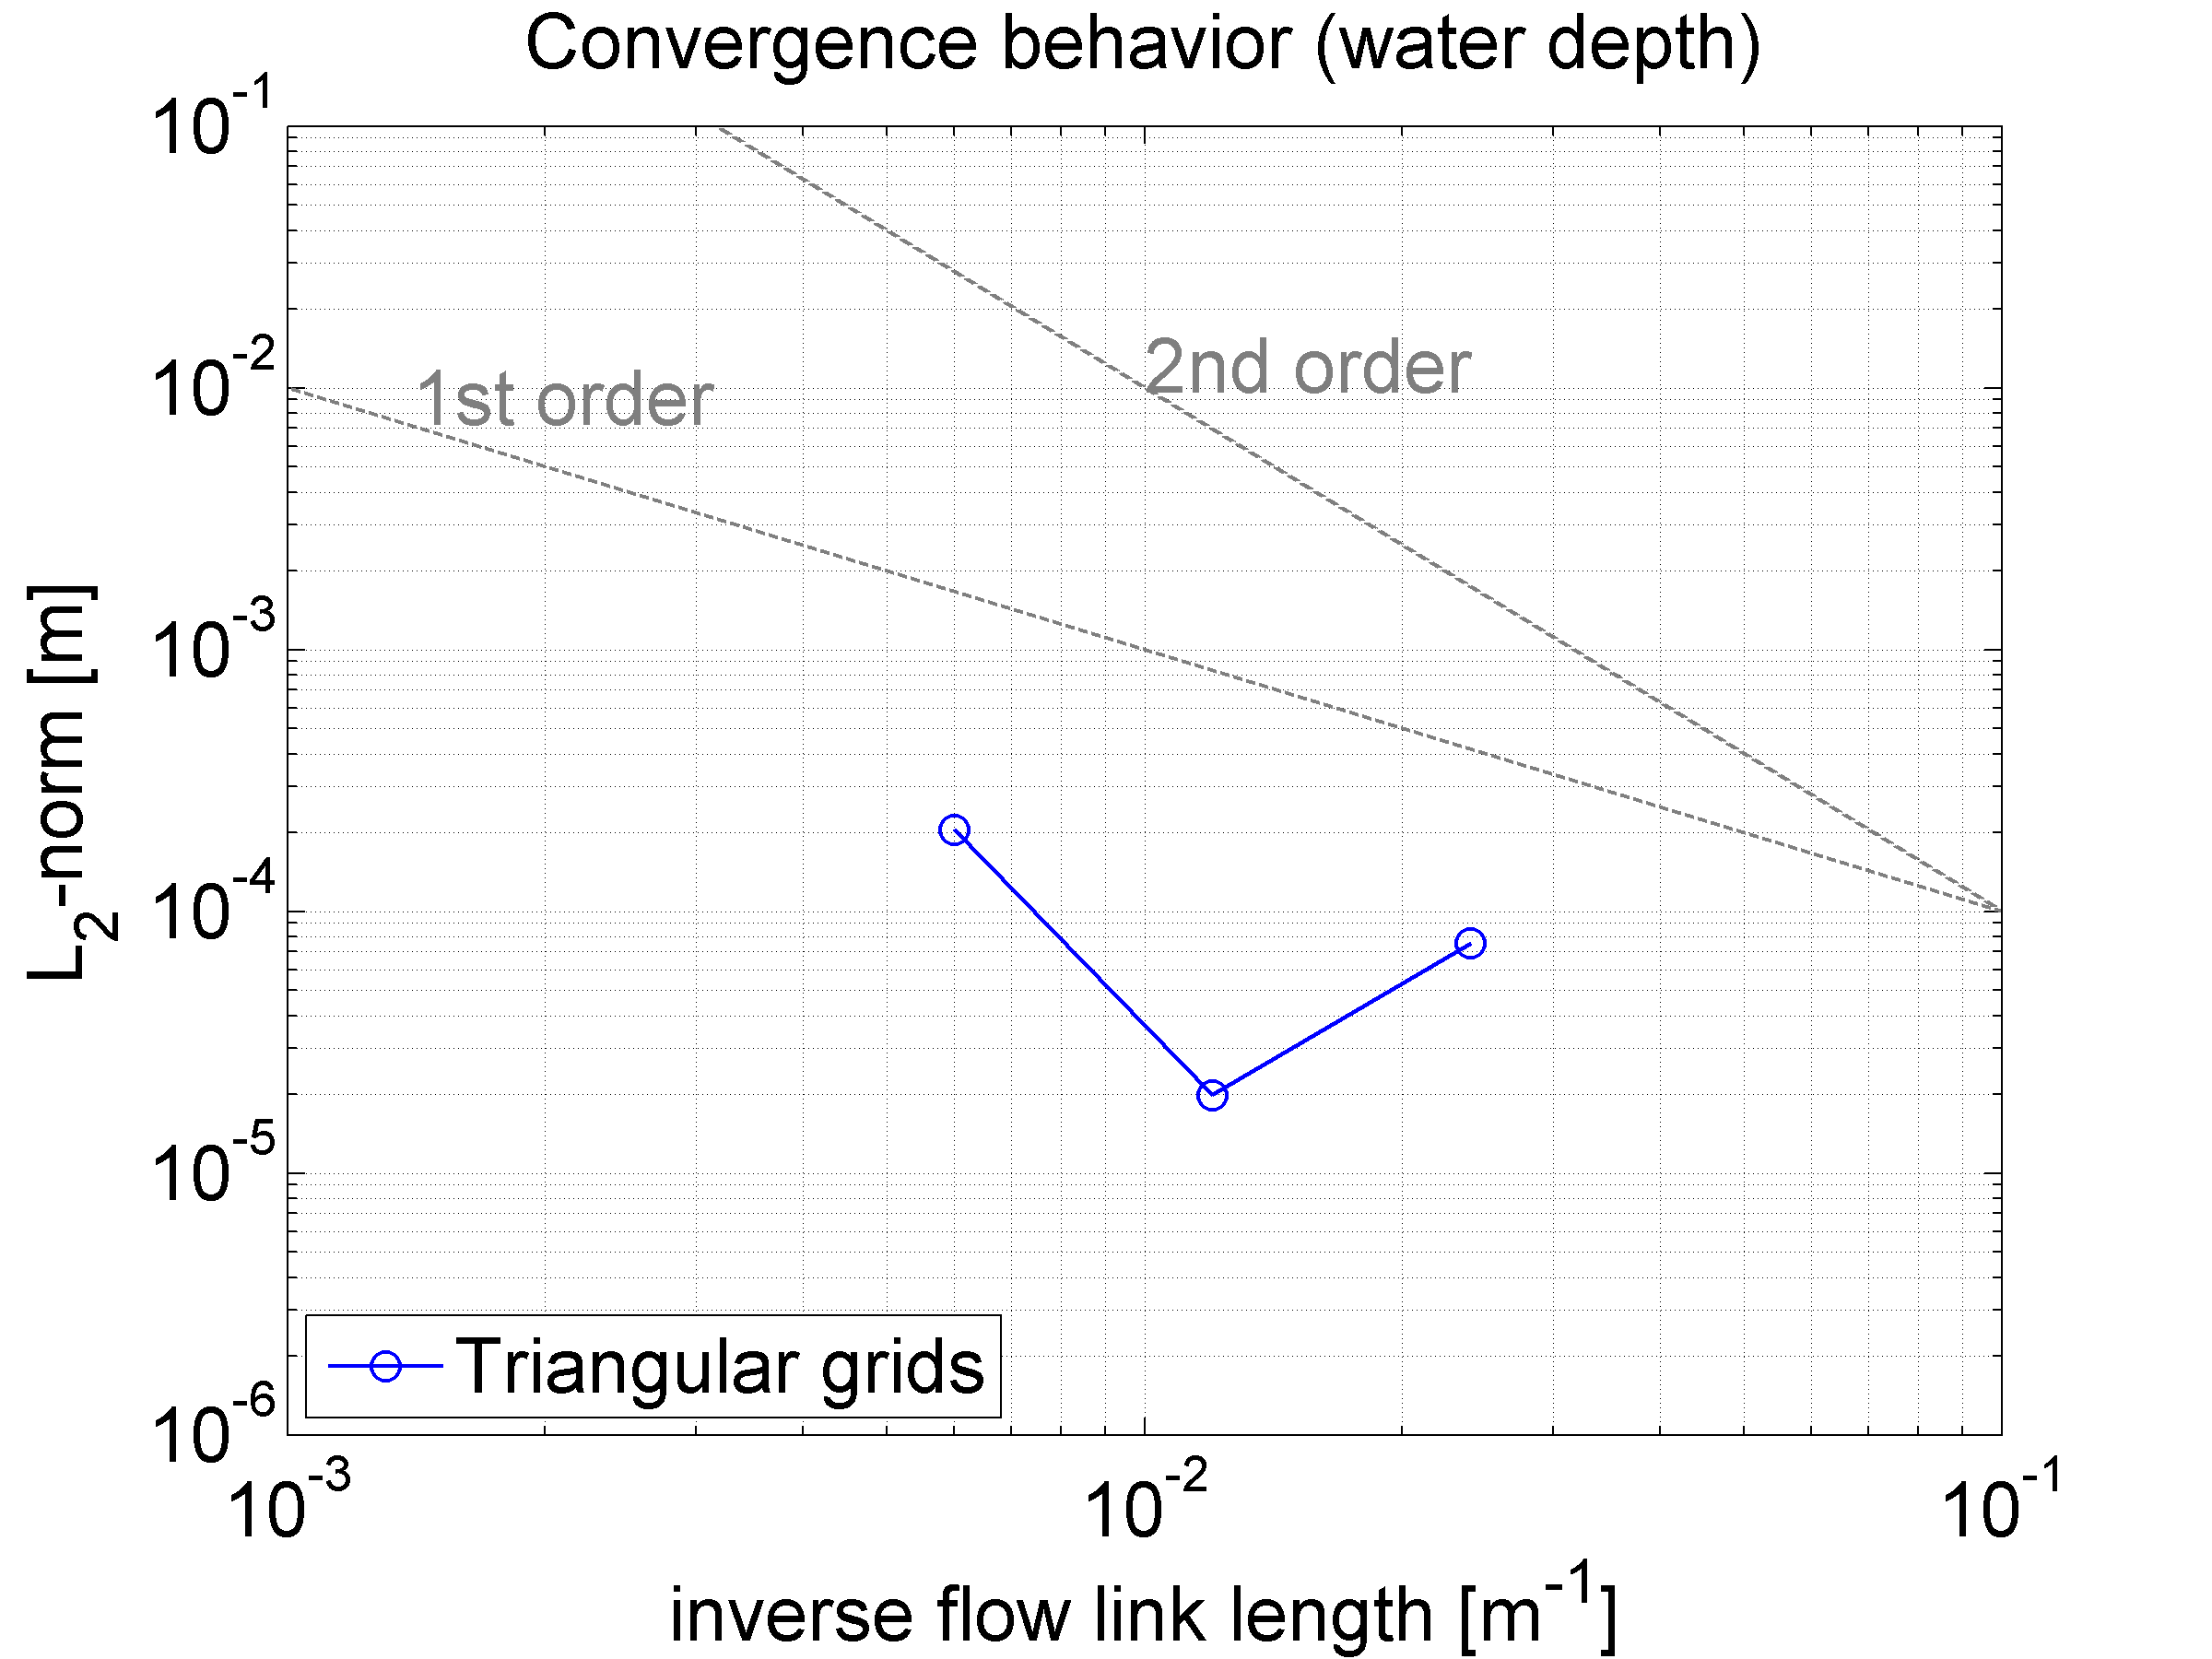 Convergence behavior (water depth)
10^-1
10^-2
10^-3
10^-4
10^-5
10^-6
L_2-norm [m]
1st order
2nd order
Triangular grids
10^-3 10^-2 10^-1
inverse flow link length [m^-1]